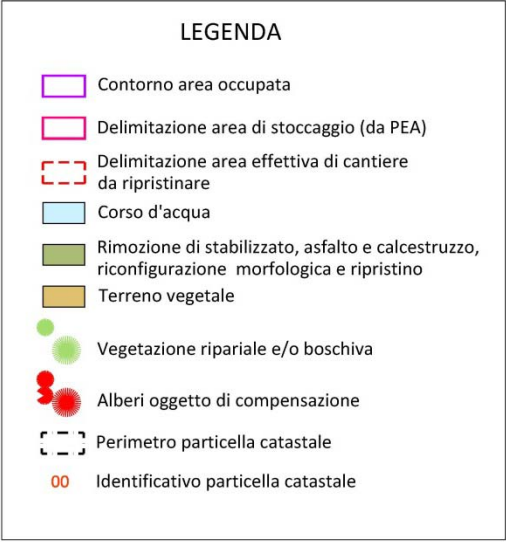 LEGENDA
Contorno area occupata
Delimitazione area di stoccaggio (da PEA)
Delimitazione area effettiva di cantiere
da ripristinare
Corso d'acqua
Rimozione di stabilizzato, asfalto e calcestruzzo,
riconfigurazione morfologica e ripristino
Terreno vegetale
Vegetazione ripariale e/o boschiva
Alberi oggetto di compensazione
Perimetro particella catastale
00 Identificativo particella catastale